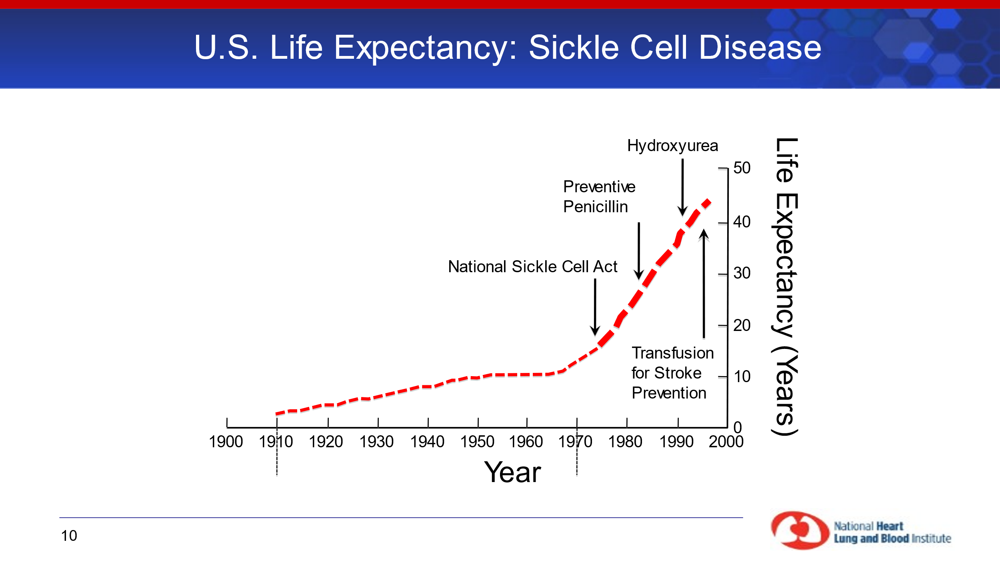 U.S. Life Expectancy: Sickle Cell Disease
Hydroxyurea
Preventive
Penicillin
National Sickle Cell Act
Transfusion
for Stroke
Prevention
50
40
30
20
10
0
Life Expectancy (Years)
1900 1910 1920 1930 1940 1950 1960 1970 1980 1990 2000
Year
10
National Heart
Lung and Blood Institute